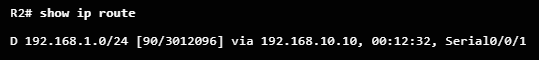 R2# show ip route
D 192.168.1.0/24 [90/3012096] via 192.168.10.10, 00:12:32, Serial0/0/1